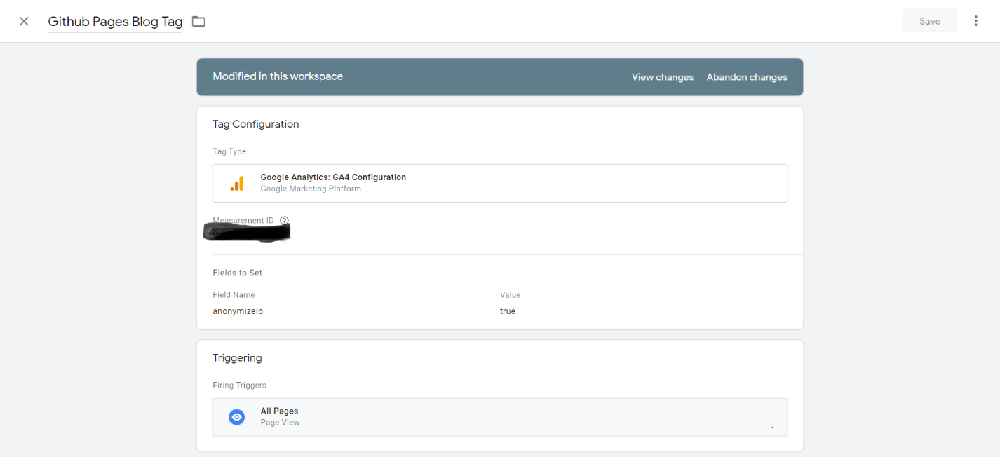 Github Pages Blog Tag
Save
Modified in this workspace
View changes
Abandon changes
Tag Configuration
Tag Type
Google Analytics: GA4 Configuration
Google Marketing Platform
Measurement ID
Fields to Set
Field Name
Value
anonymizeIp
true
Triggering
Firing Triggers
All Pages
Page View